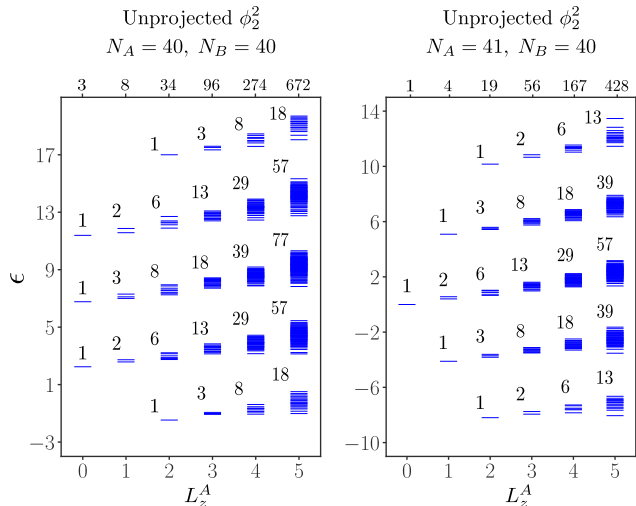 Unprojected ϕ₂²
N_A = 40, N_B = 40
3 8 34 96 274 672
17
13
9
5
1
−3
ϵ
1 3 8 18
1 2 6 13 29 57
1 3 8 18 39 77
1 2 6 13 29 57
1 3 8 18
0 1 2 3 4 5
L_z^A
Unprojected ϕ₂²
N_A = 41, N_B = 40
1 4 19 56 167 428
14
10
6
2
−2
−6
−10
1 2 6 13
1 3 8 18 39
1 2 6 13 29 57
1 3 8 18 39
1 2 6 13
0 1 2 3 4 5
L_z^A